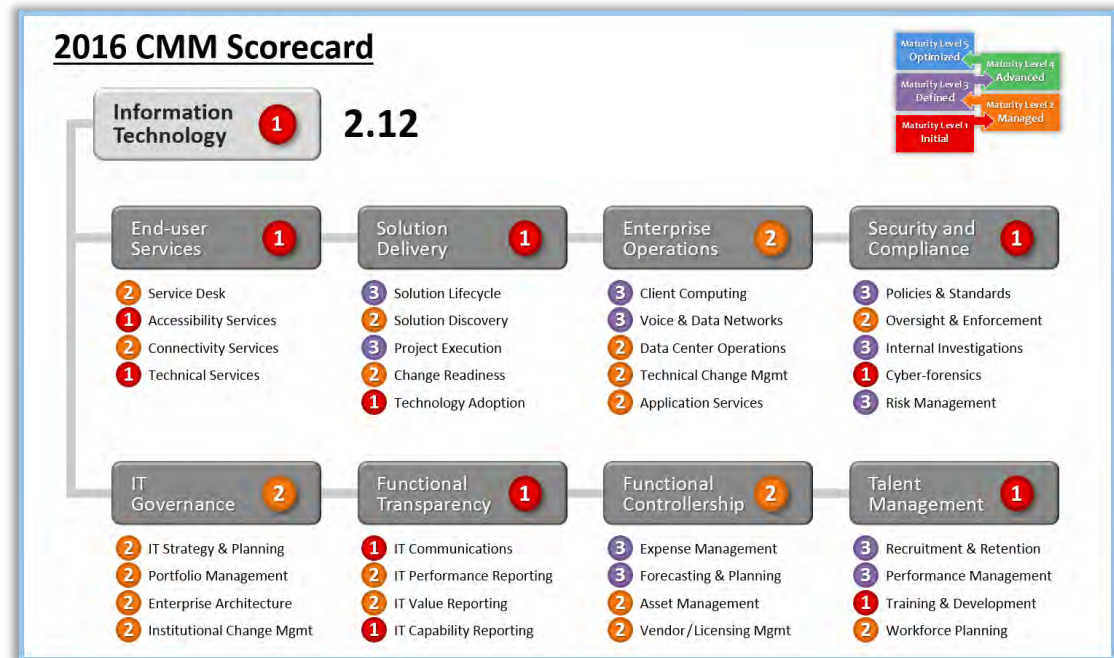 2016 CMM Scorecard
Maturity Level 5
Optimized
Maturity Level 4
Advanced
Maturity Level 3
Defined
Maturity Level 2
Managed
Maturity Level 1
Initial
Information
Technology
1
2.12
End-user
Services
1
2 Service Desk
1 Accessibility Services
2 Connectivity Services
1 Technical Services
Solution
Delivery
1
3 Solution Lifecycle
2 Solution Discovery
3 Project Execution
2 Change Readiness
1 Technology Adoption
Enterprise
Operations
2
3 Client Computing
3 Voice & Data Networks
2 Data Center Operations
2 Technical Change Mgmt
2 Application Services
Security and
Compliance
1
3 Policies & Standards
2 Oversight & Enforcement
3 Internal Investigations
1 Cyber-forensics
3 Risk Management
IT
Governance
2
2 IT Strategy & Planning
2 Portfolio Management
2 Enterprise Architecture
2 Institutional Change Mgmt
Functional
Transparency
1
1 IT Communications
2 IT Performance Reporting
2 IT Value Reporting
1 IT Capability Reporting
Functional
Controllership
2
3 Expense Management
3 Forecasting & Planning
2 Asset Management
2 Vendor/Licensing Mgmt
Talent
Management
1
3 Recruitment & Retention
3 Performance Management
1 Training & Development
2 Workforce Planning